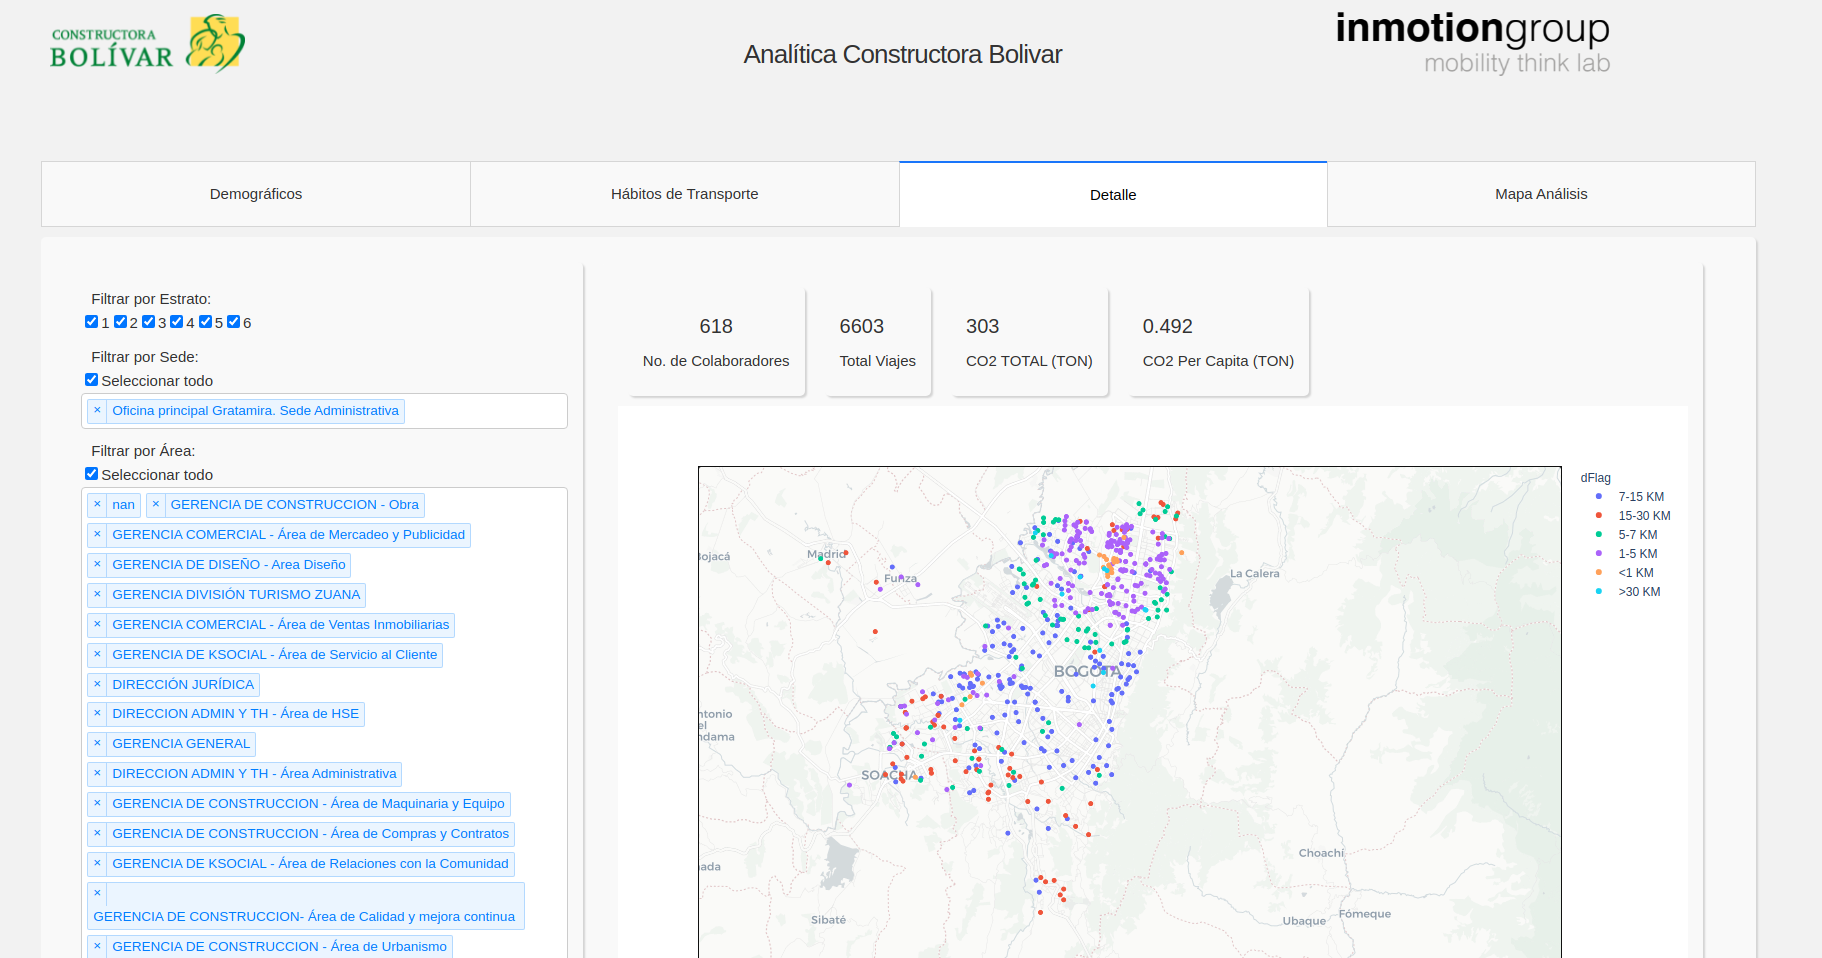 CONSTRUCTORA
BOLÍVAR
Analítica Constructora Bolivar
inmotiongroup
mobility think lab
Demográficos
Hábitos de Transporte
Detalle
Mapa Análisis
Filtrar por Estrato:
1 2 3 4 5 6
Filtrar por Sede:
Seleccionar todo
× Oficina principal Gratamira. Sede Administrativa
Filtrar por Área:
Seleccionar todo
× nan × GERENCIA DE CONSTRUCCION - Obra
× GERENCIA COMERCIAL - Área de Mercadeo y Publicidad
× GERENCIA DE DISEÑO - Area Diseño
× GERENCIA DIVISIÓN TURISMO ZUANA
× GERENCIA COMERCIAL - Área de Ventas Inmobiliarias
× GERENCIA DE KSOCIAL - Área de Servicio al Cliente
× DIRECCIÓN JURÍDICA
× DIRECCION ADMIN Y TH - Área de HSE
× GERENCIA GENERAL
× DIRECCION ADMIN Y TH - Área Administrativa
× GERENCIA DE CONSTRUCCION - Área de Maquinaria y Equipo
× GERENCIA DE CONSTRUCCION - Área de Compras y Contratos
× GERENCIA DE KSOCIAL - Área de Relaciones con la Comunidad
×
GERENCIA DE CONSTRUCCION- Área de Calidad y mejora continua
× GERENCIA DE CONSTRUCCION - Área de Urbanismo
618
No. de Colaboradores
6603
Total Viajes
303
CO2 TOTAL (TON)
0.492
CO2 Per Capita (TON)
ojacá
Madrid
Funza
La Calera
BOGOTA
ntonio
el
ndama
SOACHA
ada
Choachí
Sibaté
Ubaque
Fómeque
dFlag
7-15 KM
15-30 KM
5-7 KM
1-5 KM
<1 KM
>30 KM